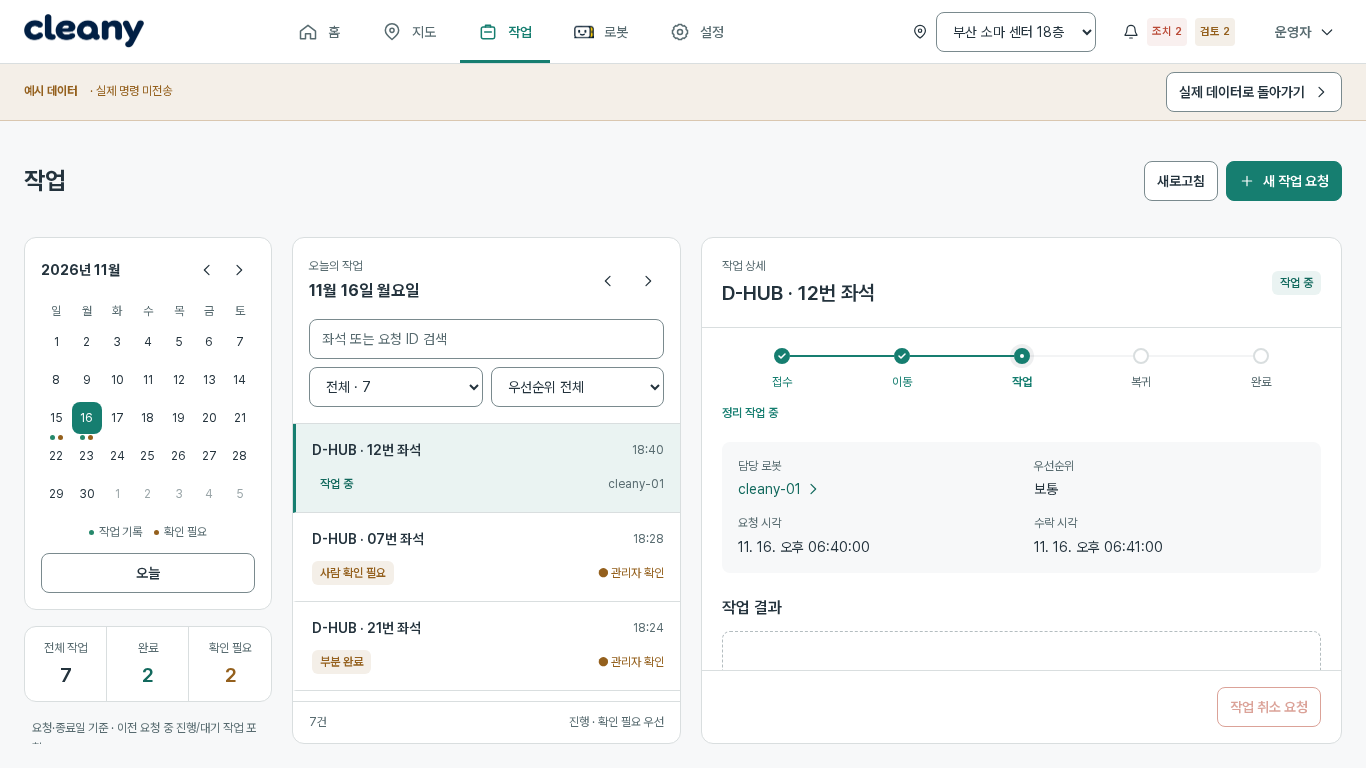 cleany
홈
지도
작업
로봇
설정
부산 소마 센터 18층
조치 2
검토 2
운영자
예시 데이터 · 실제 명령 미전송
실제 데이터로 돌아가기
작업
새로고침
새 작업 요청
2026년 11월
일 월 화 수 목 금 토
1 2 3 4 5 6 7
8 9 10 11 12 13 14
15 16 17 18 19 20 21
22 23 24 25 26 27 28
29 30 1 2 3 4 5
작업 기록 확인 필요
오늘
전체 작업 완료 확인 필요
7 2 2
요청·종료일 기준 · 이전 요청 중 진행/대기 작업 포
오늘의 작업
11월 16일 월요일
좌석 또는 요청 ID 검색
전체 · 7
우선순위 전체
D-HUB · 12번 좌석 18:40
작업 중 cleany-01
D-HUB · 07번 좌석 18:28
사람 확인 필요 관리자 확인
D-HUB · 21번 좌석 18:24
부분 완료 관리자 확인
7건 진행 · 확인 필요 우선
작업 상세
D-HUB · 12번 좌석
작업 중
접수 이동 작업 복귀 완료
정리 작업 중
담당 로봇 우선순위
cleany-01 보통
요청 시각 수락 시각
11. 16. 오후 06:40:00 11. 16. 오후 06:41:00
작업 결과
작업 취소 요청